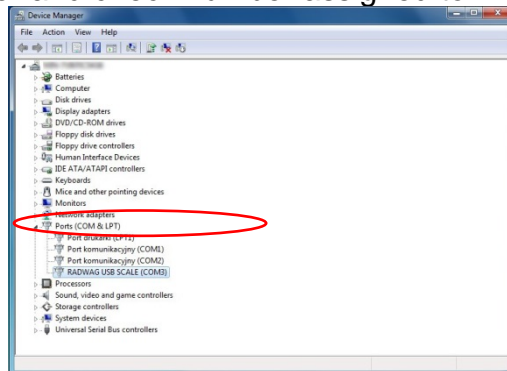 Device Manager
File Action View Help
Batteries
Computer
Disk drives
Display adapters
DVD/CD-ROM drives
Floppy disk drives
Floppy drive controllers
Human Interface Devices
IDE ATA/ATAPI controllers
Keyboards
Mice and other pointing devices
Monitors
Network adapters
Ports (COM & LPT)
Port drukarki (LPT1)
Port komunikacyjny (COM1)
Port komunikacyjny (COM2)
RADWAG USB SCALE (COM3)
Processors
Sound, video and game controllers
Storage controllers
System devices
Universal Serial Bus controllers